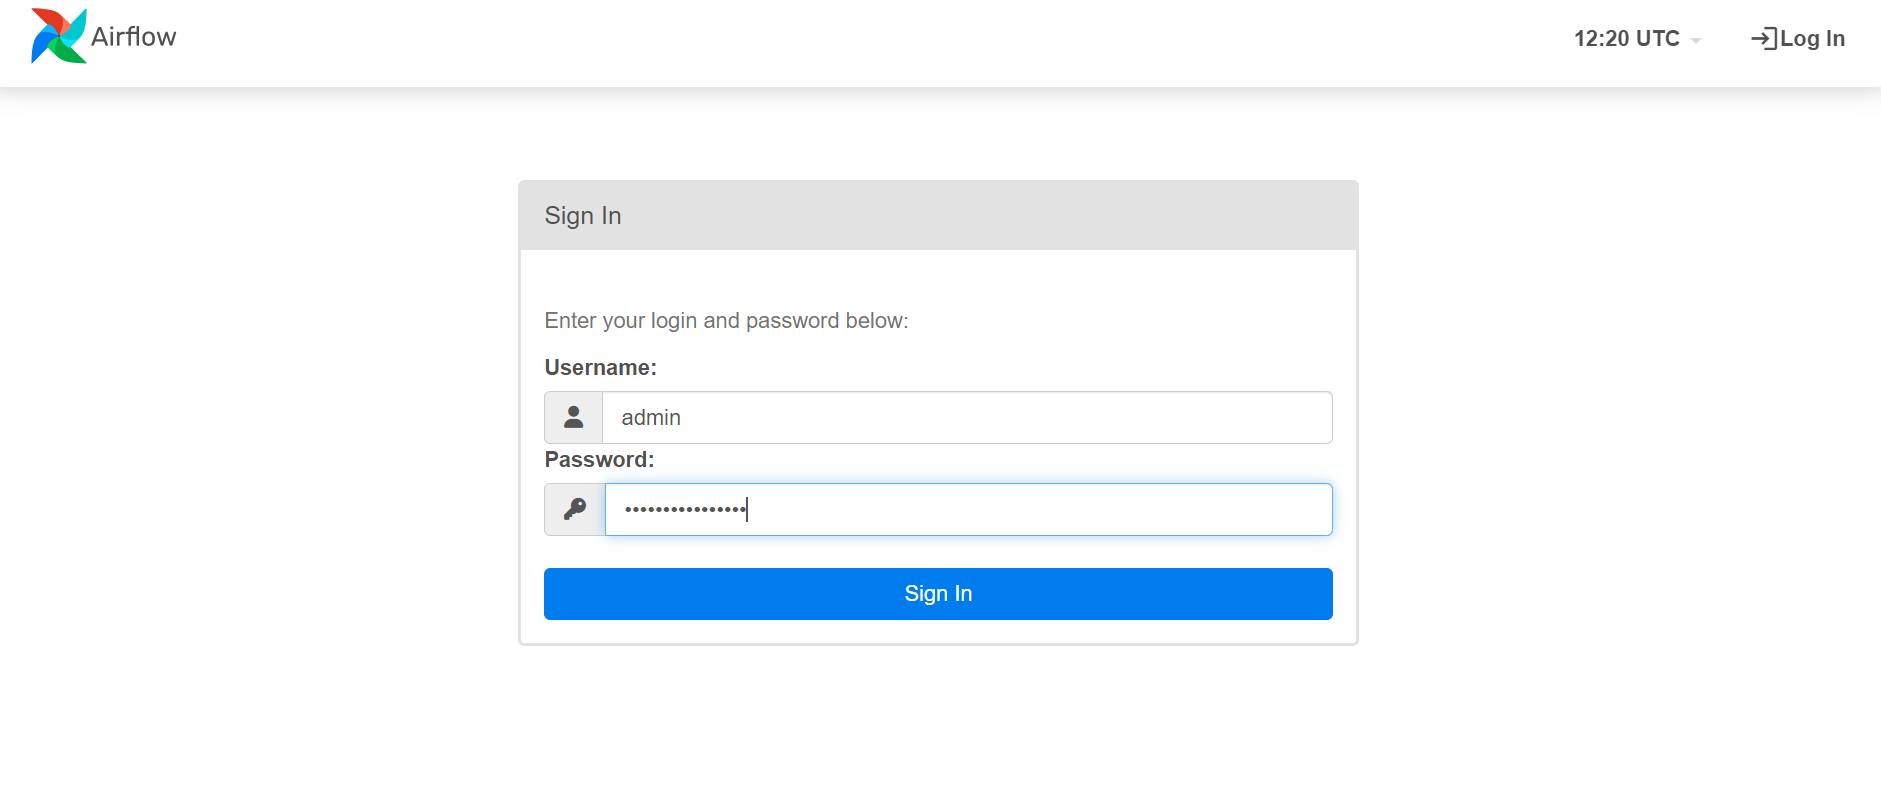 Airflow
12:20 UTC
Log In
Sign In
Enter your login and password below:
Username:
admin
Password:
••••••••••••••••
Sign In